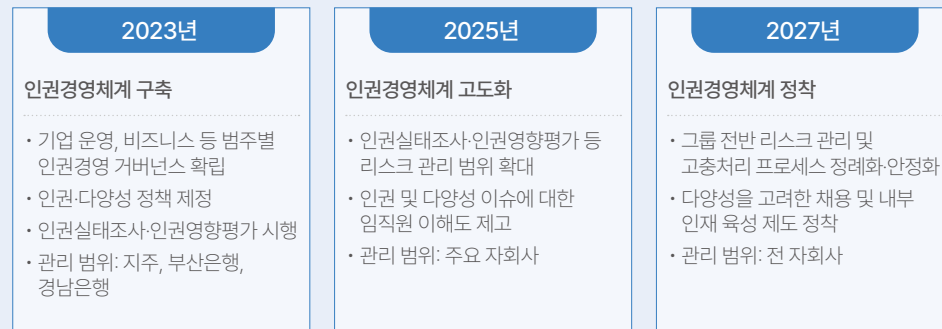 2023년
인권경영체계 구축
• 기업 운영, 비즈니스 등 범주별
인권경영 거버넌스 확립
• 인권·다양성 정책 제정
• 인권실태조사·인권영향평가 시행
• 관리 범위: 지주, 부산은행,
경남은행
2025년
인권경영체계 고도화
• 인권실태조사·인권영향평가 등
리스크 관리 범위 확대
• 인권 및 다양성 이슈에 대한
임직원 이해도 제고
• 관리 범위: 주요 자회사
2027년
인권경영체계 정착
• 그룹 전반 리스크 관리 및
고충처리 프로세스 정례화·안정화
• 다양성을 고려한 채용 및 내부
인재 육성 제도 정착
• 관리 범위: 전 자회사